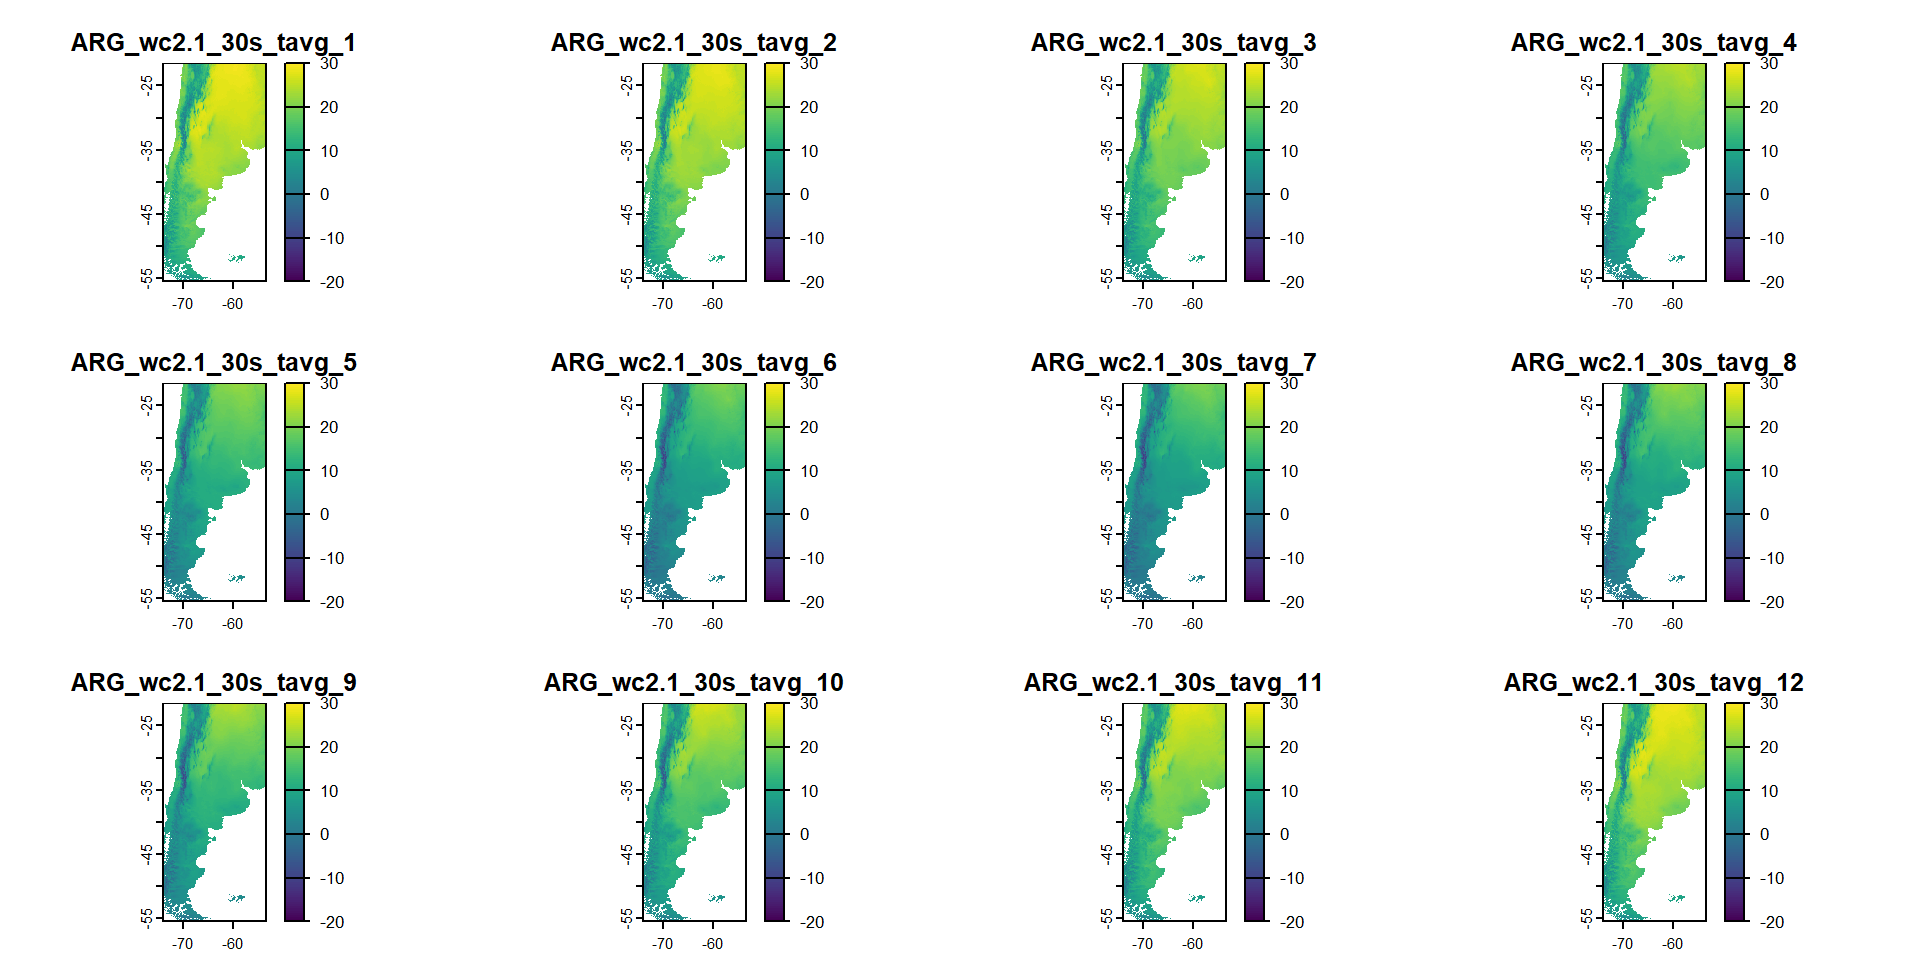 ARG_wc2.1_30s_tavg_1
ARG_wc2.1_30s_tavg_2
ARG_wc2.1_30s_tavg_3
ARG_wc2.1_30s_tavg_4
30 30 30 30
-25 -25 -25 -25
20 20 20 20
-35 10 -35 10 -35 10 -35 10
0 0 0 0
-45 -45 -45 -45
-10 -10 -10 -10
-55 -20 -55 -20 -55 -20 -55 -20
-70 -60 -70 -60 -70 -60 -70 -60
ARG_wc2.1_30s_tavg_5
ARG_wc2.1_30s_tavg_6
ARG_wc2.1_30s_tavg_7
ARG_wc2.1_30s_tavg_8
30 30 30 30
-25 -25 -25 -25
20 20 20 20
-35 10 -35 10 -35 10 -35 10
0 0 0 0
-45 -45 -45 -45
-10 -10 -10 -10
-55 -20 -55 -20 -55 -20 -55 -20
-70 -60 -70 -60 -70 -60 -70 -60
ARG_wc2.1_30s_tavg_9
ARG_wc2.1_30s_tavg_10
ARG_wc2.1_30s_tavg_11
ARG_wc2.1_30s_tavg_12
30 30 30 30
-25 -25 -25 -25
20 20 20 20
-35 10 -35 10 -35 10 -35 10
0 0 0 0
-45 -45 -45 -45
-10 -10 -10 -10
-55 -20 -55 -20 -55 -20 -55 -20
-70 -60 -70 -60 -70 -60 -70 -60